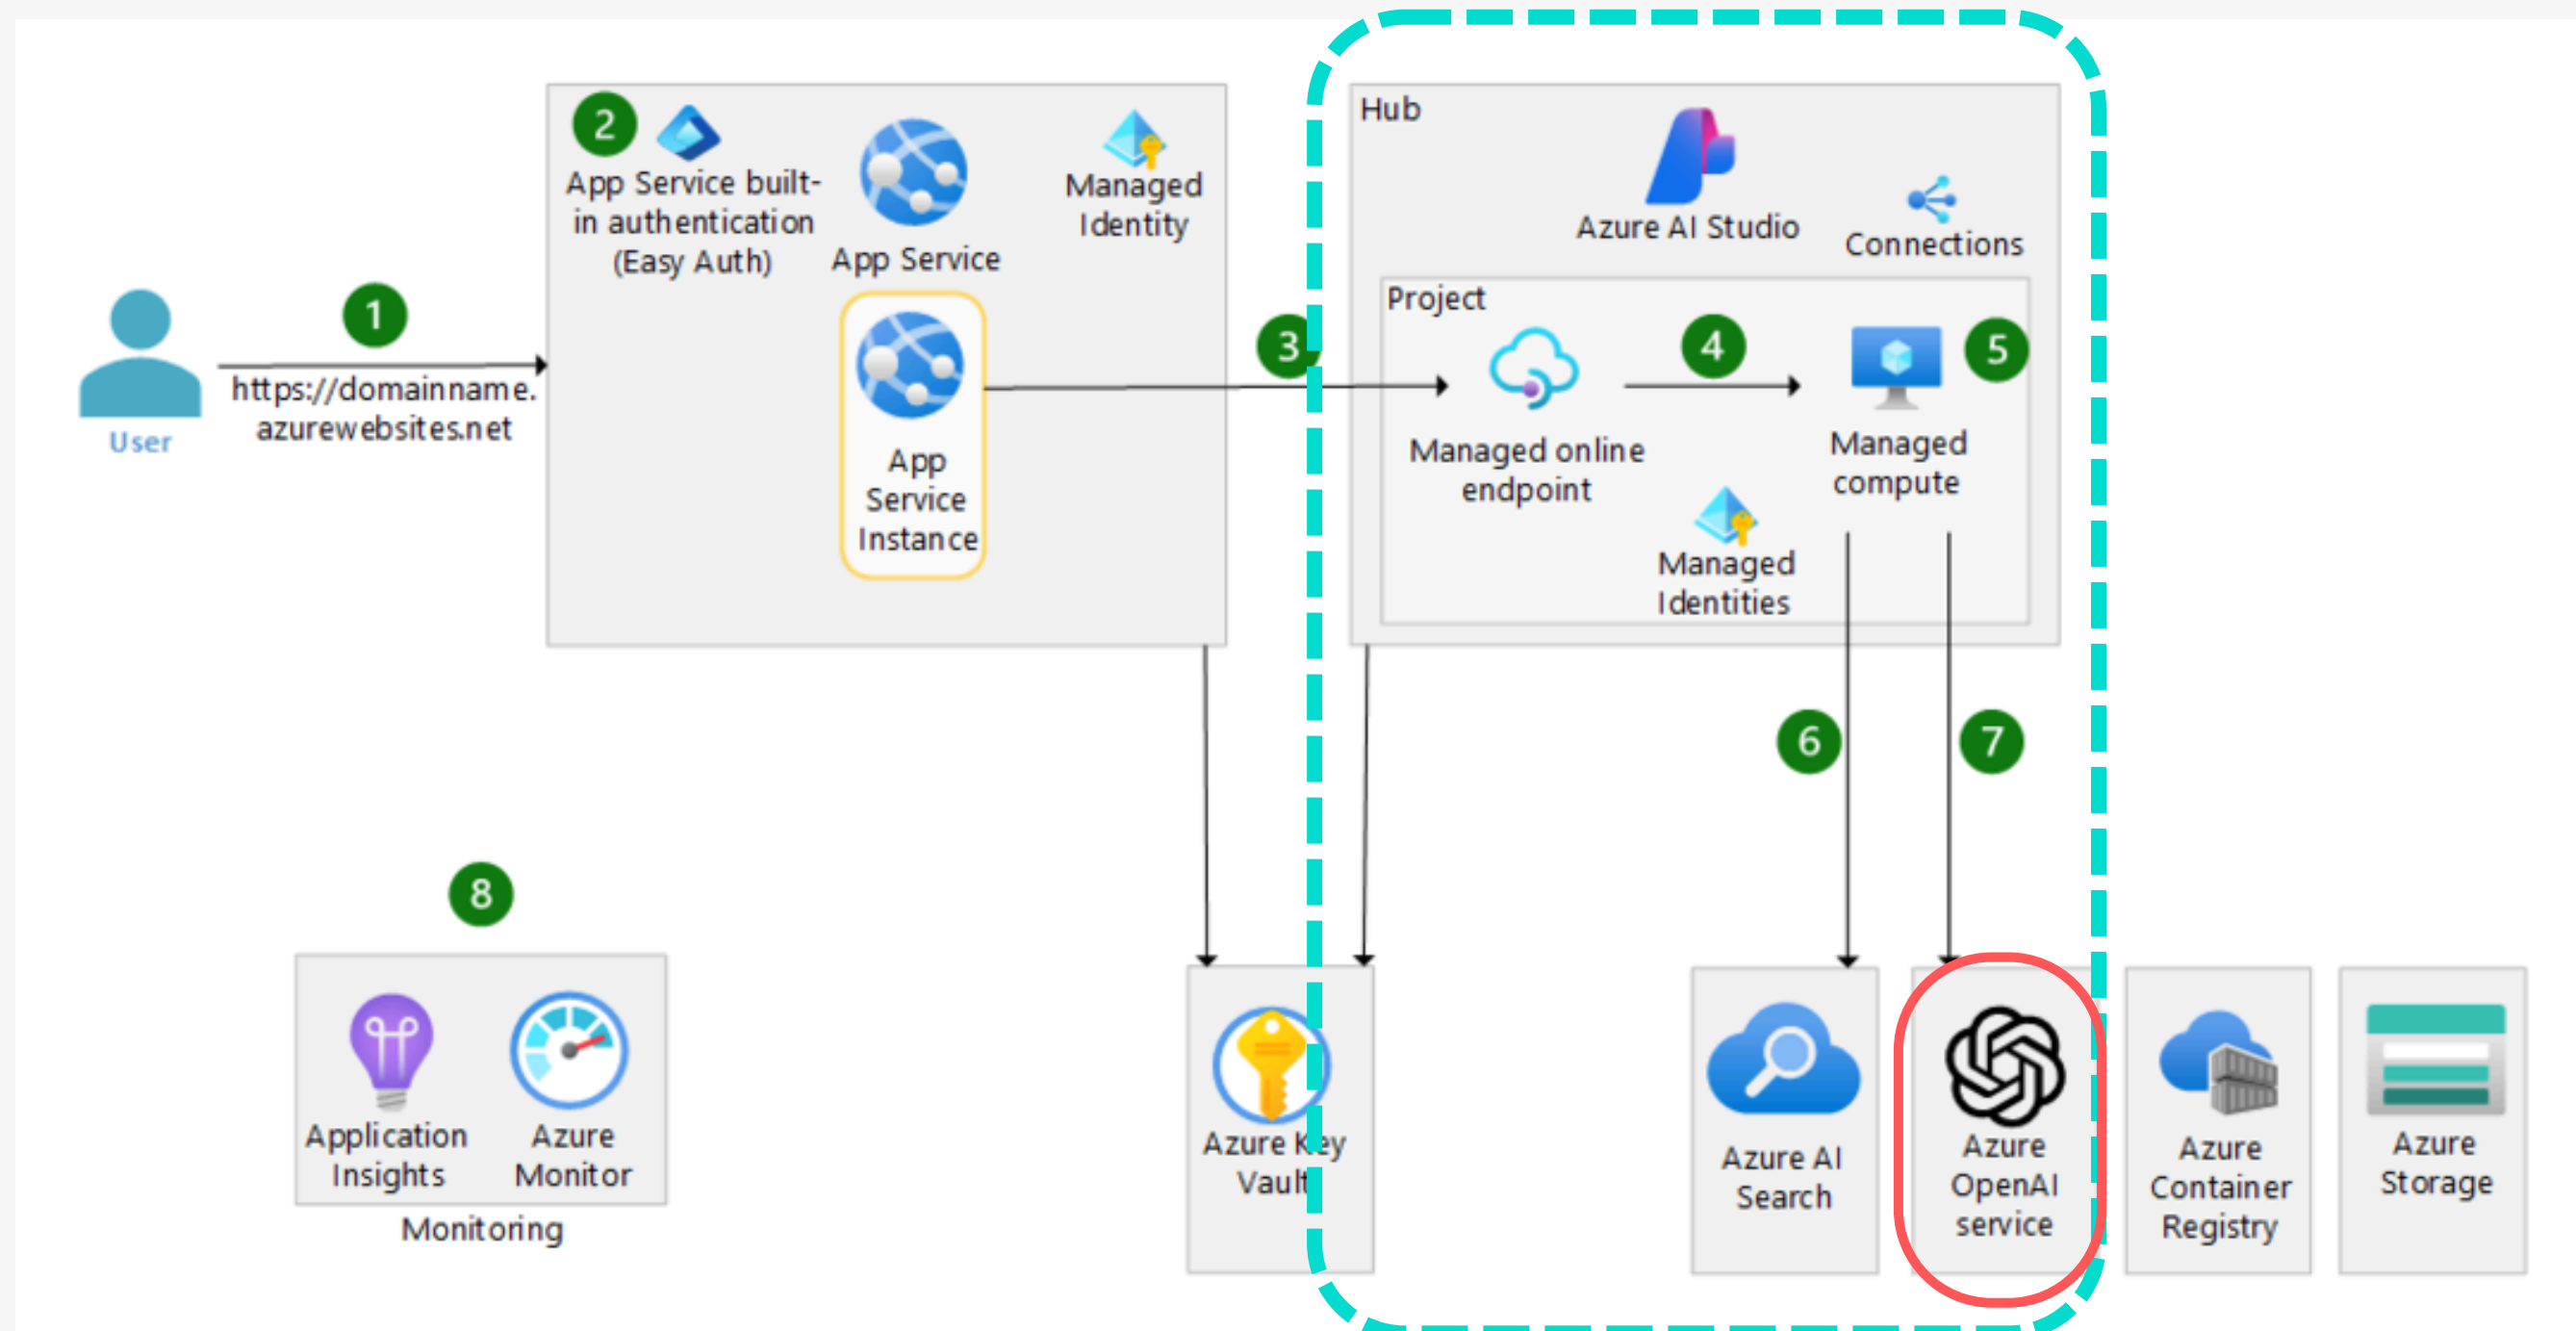 2
App Service built-
in authentication
(Easy Auth)
App Service
Managed
Identity
Hub
Azure AI Studio
Connections
1
https://domainname.
azurewebsites.net
User
App
Service
Instance
3
Project
4
5
Managed online
endpoint
Managed
compute
Managed
Identities
6
7
8
Application
Insights
Azure
Monitor
Monitoring
Azure Key
Vault
Azure AI
Search
Azure
OpenAI
service
Azure
Container
Registry
Azure
Storage